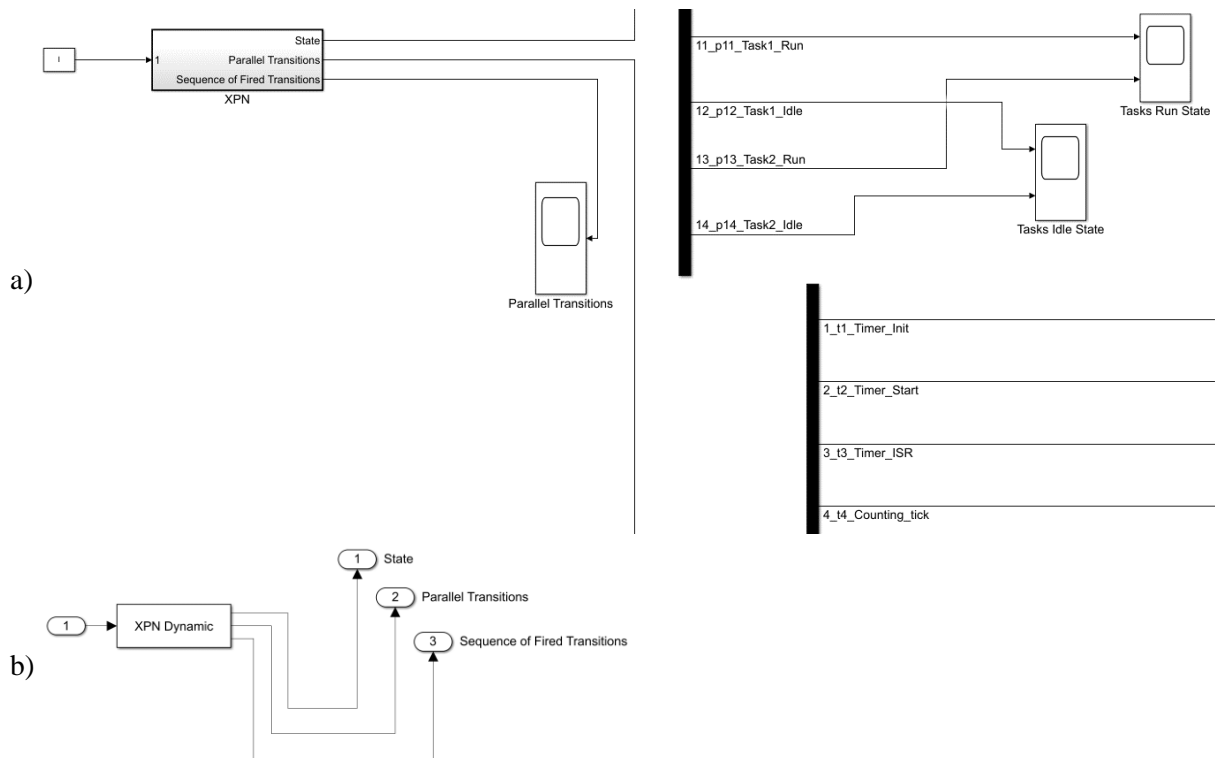 State
1
1
Parallel Transitions
Sequence of Fired Transitions
XPN
Parallel Transitions
11_p11_Task1_Run
Tasks Run State
12_p12_Task1_Idle
13_p13_Task2_Run
14_p14_Task2_Idle
Tasks Idle State
a)
1_t1_Timer_Init
2_t2_Timer_Start
3_t3_Timer_ISR
4_t4_Counting_tick
1
State
2
Parallel Transitions
1
XPN Dynamic
3
Sequence of Fired Transitions
b)